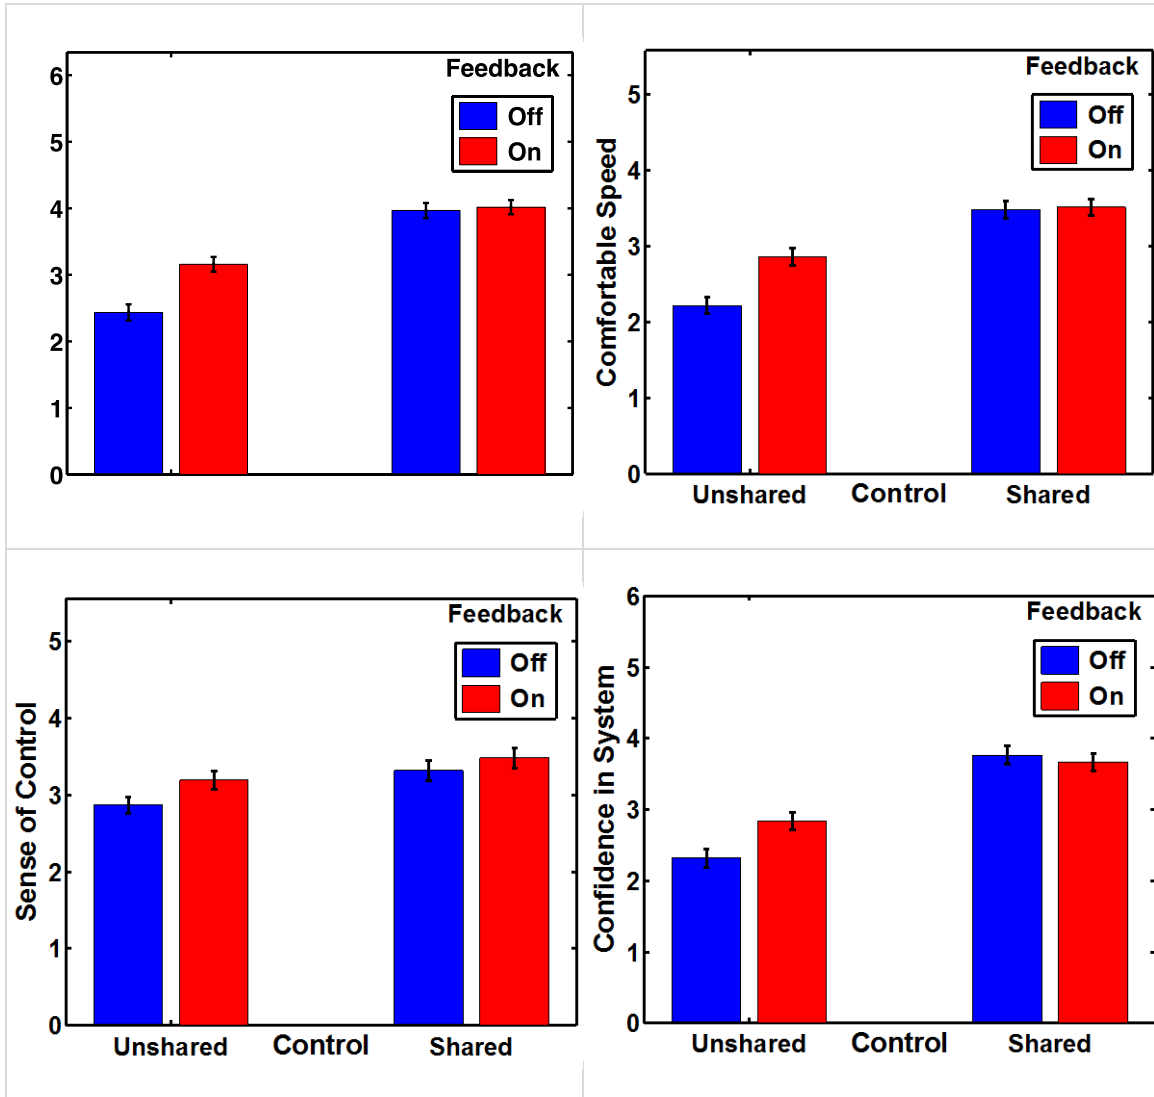 Feedback
Off
On
6
5
4
3
2
1
0
Feedback
Off
On
Comfortable Speed
5
4
3
2
1
0
Unshared Control Shared
Feedback
Off
On
Sense of Control
5
4
3
2
1
0
Unshared Control Shared
Feedback
Off
On
Confidence in System
6
5
4
3
2
1
0
Unshared Control Shared